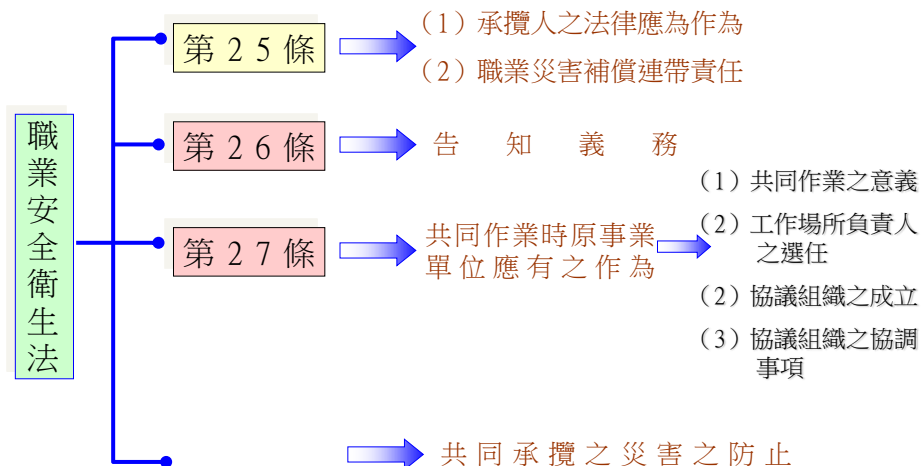 職業安全衛生法
第25條
（1）承攬人之法律應為作為
（2）職業災害補償連帶責任
第26條
告知義務
第27條
共同作業時原事業
單位應有之作為
（1）共同作業之意義
（2）工作場所負責人
之選任
（2）協議組織之成立
（3）協議組織之協調
事項
共同承攬之災害之防止